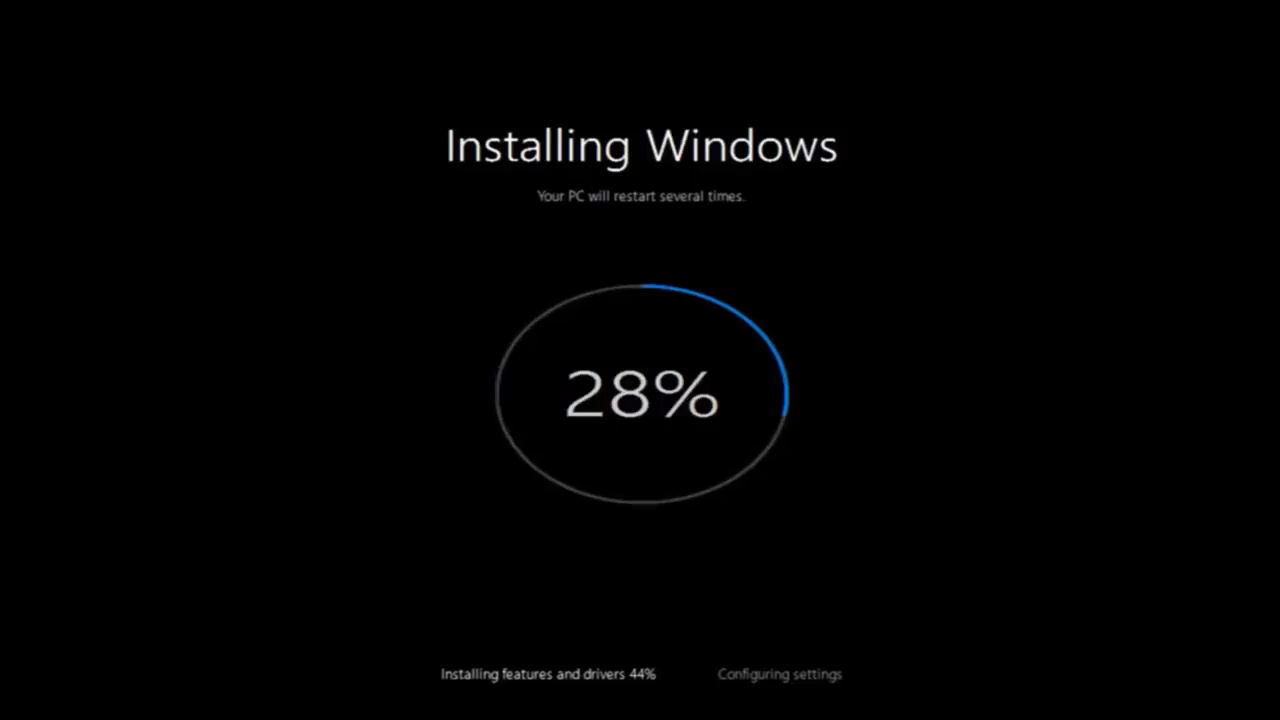 Installing Windows
Your PC will restart several times.
28%
Installing features and drivers 44% Configuring settings